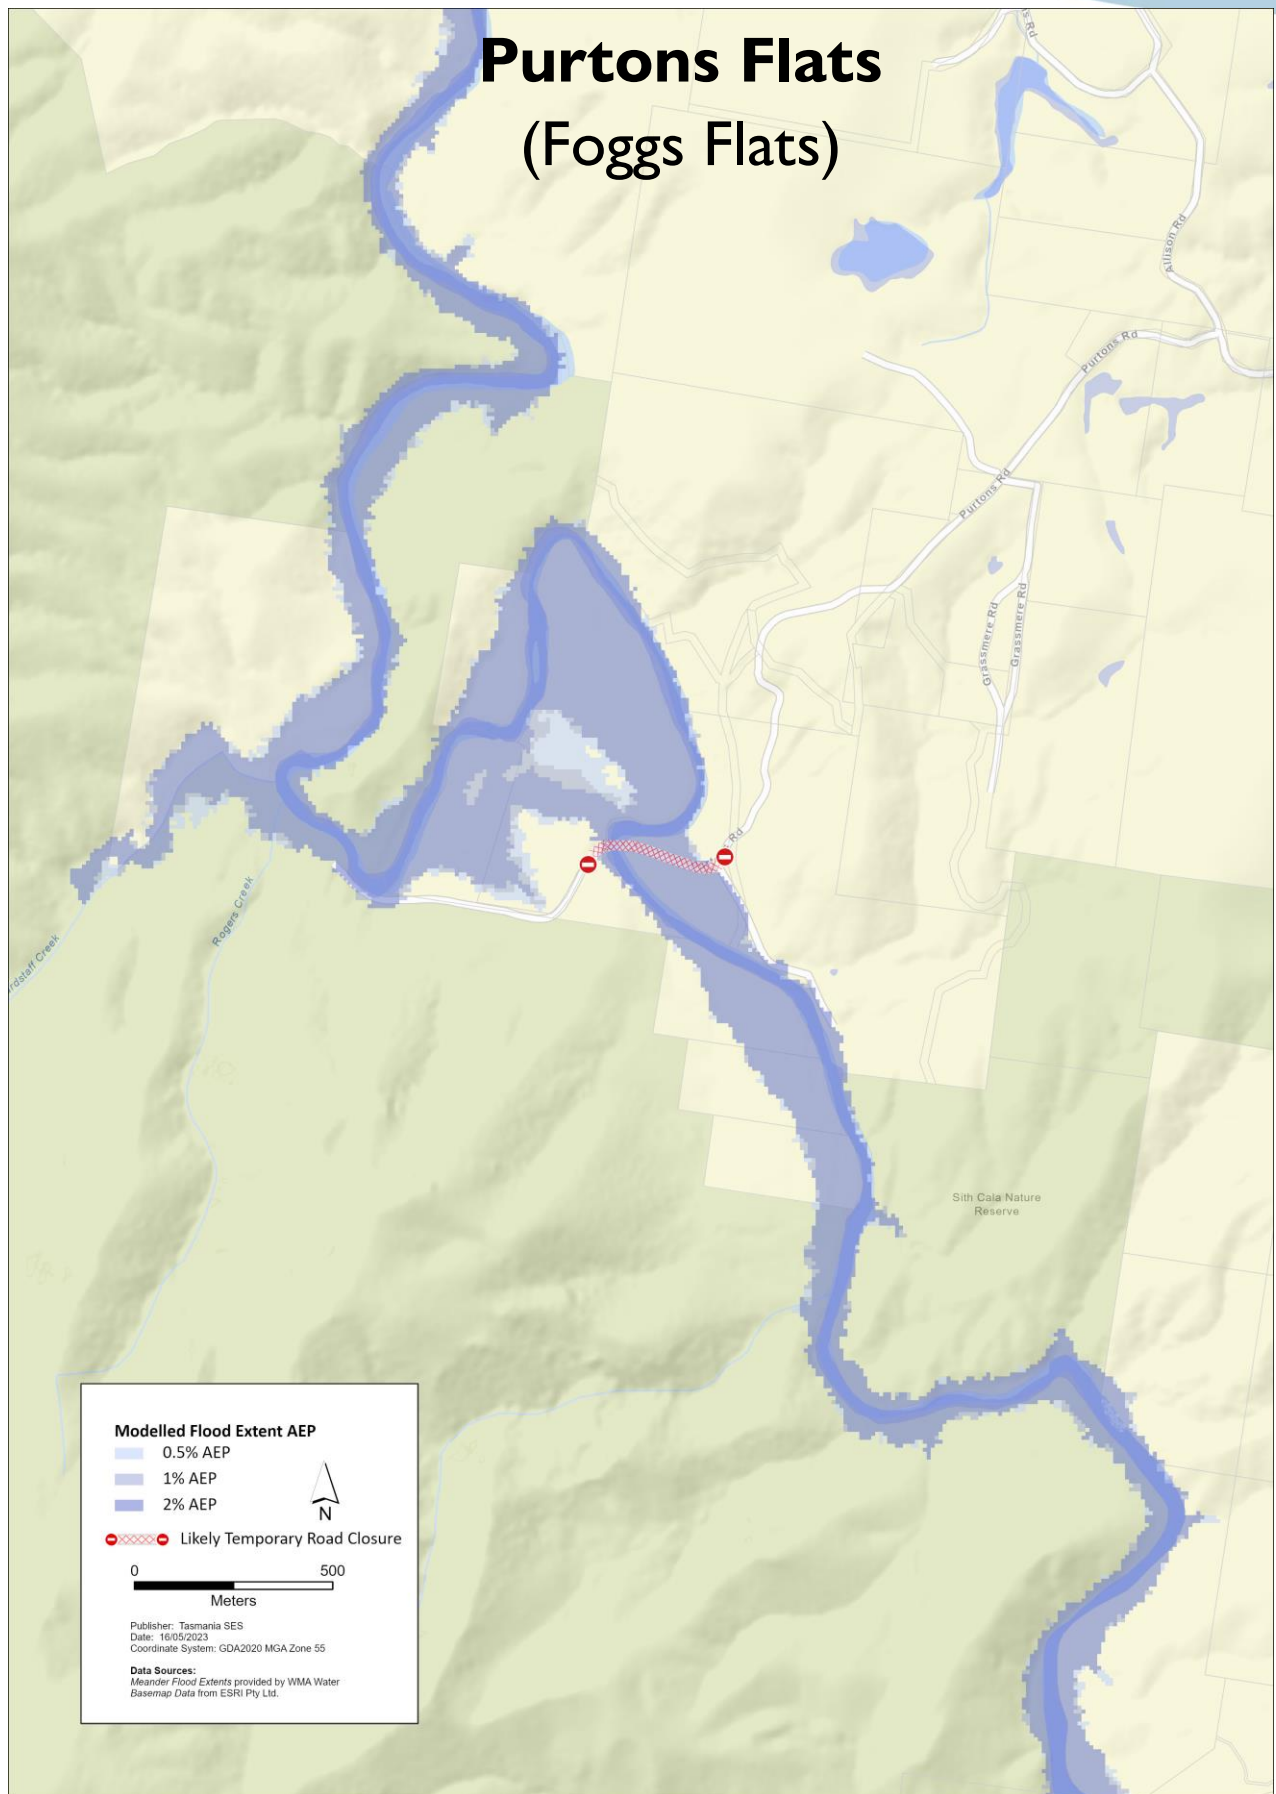 Purtons Flats
(Foggs Flats)
s Rd
Allison Rd
Purtons Rd
Purtons Rd
Grassmere Rd
Grassmere Rd
Rd
Rogers Creek
rdstaff Creek
Sith Cala Nature
Reserve
Modelled Flood Extent AEP
0.5% AEP
1% AEP
2% AEP
N
Likely Temporary Road Closure
0 500
Meters
Publisher: Tasmania SES
Date: 16/05/2023
Coordinate System: GDA2020 MGA Zone 55
Data Sources:
Meander Flood Extents provided by WMA Water
Basemap Data from ESRI Pty Ltd.